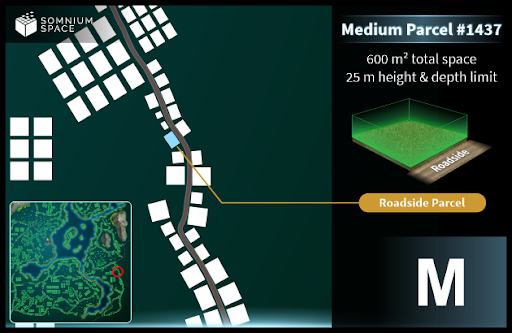 SOMNIUM
SPACE
Medium Parcel #1437
600 m² total space
25 m height & depth limit
Roadside
Roadside Parcel
M